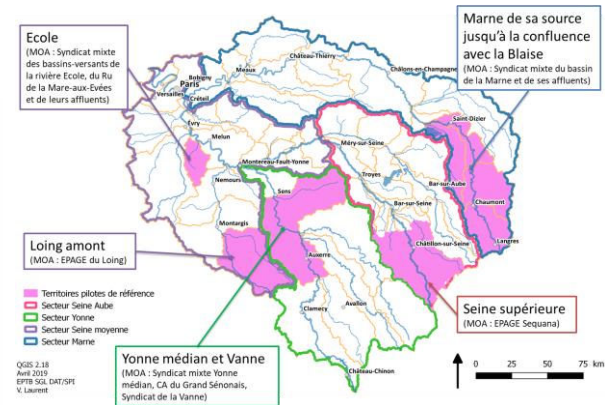 Ecole
(MOA : Syndicat mixte
des bassins-versants de
la rivière Ecole, du Ru
de la Mare-aux-Evées
et de leurs affluents)
Marne de sa source
jusqu'à la confluence
avec la Blaise
(MOA : Syndicat mixte du bassin
de la Marne et de ses affluents)
Château-Thierry
Meaux
Châlons-en-Champagne
Bobigny
Paris
Versailles
Créteil
Saint-Dizier
Evry
Melun
Méry-sur-Seine
Montereau-Fault-Yonne
Troyes
Bar-sur-Aube
Nemours
Sens
Chaumont
Bar-sur-Seine
Montargis
Châtillon-sur-Seine
Langres
Loing amont
(MOA : EPAGE du Loing)
Auxerre
Territoires pilotes de référence
Secteur Seine Aube
Secteur Yonne
Secteur Seine moyenne
Secteur Marne
Clamecy
Avallon
Château-Chinon
Seine supérieure
(MOA : EPAGE Sequana)
Yonne médian et Vanne
(MOA : Syndicat mixte Yonne
médian, CA du Grand Sénonais,
Syndicat de la Vanne)
QGIS 2.18
Avril 2019
EPTB SGL DAT/SPI
V. Laurent
0 25 50 75 km